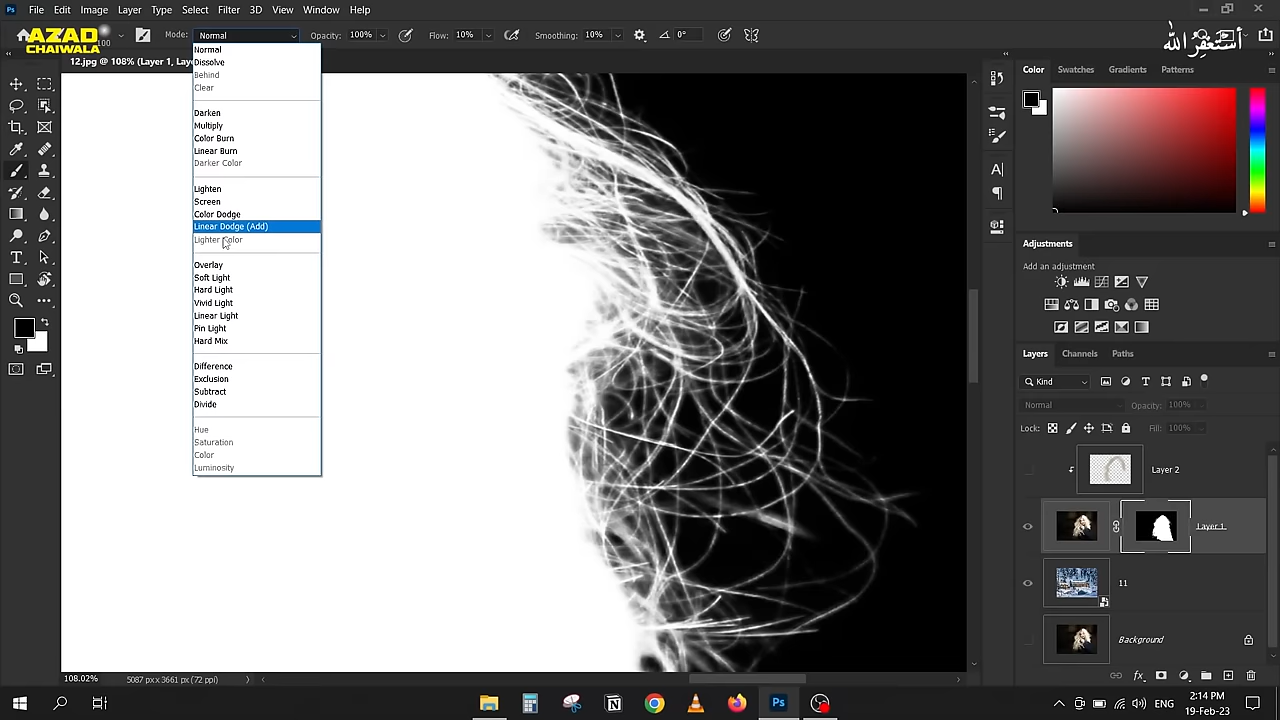 Ps File Edit Image Layer Type Select Filter 3D View Window Help
AZAD CHAIWALA
100
Mode: Normal Opacity: 100% Flow: 10% Smoothing: 10% 0°
أستغفر الله
12.jpg @ 108% (Layer 1, Lay
Normal
Dissolve
Behind
Clear
Darken
Multiply
Color Burn
Linear Burn
Darker Color
Lighten
Screen
Color Dodge
Linear Dodge (Add)
Lighter Color
Overlay
Soft Light
Hard Light
Vivid Light
Linear Light
Pin Light
Hard Mix
Difference
Exclusion
Subtract
Divide
Hue
Saturation
Color
Luminosity
Color Swatches Gradients Patterns
Adjustments
Add an adjustment
Layers Channels Paths
Kind
Normal Opacity: 100%
Lock: Fill: 100%
Layer 2
Layer 1
11
Background
108.02% 5087 px x 3661 px (72 ppi)
ENG
2:14 PM
19-Feb-23